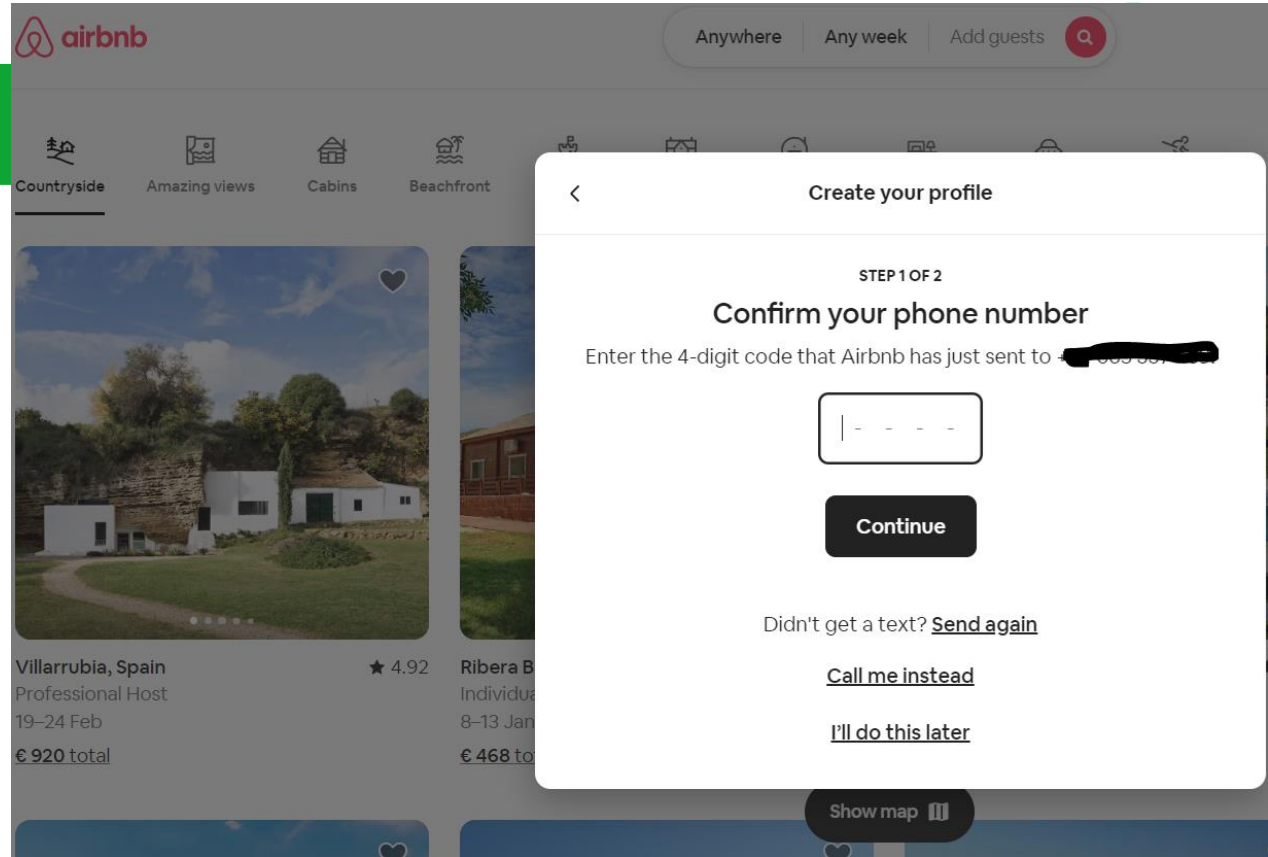 airbnb
Anywhere Any week Add guests
Countryside Amazing views Cabins Beachfront
Create your profile
STEP 1 OF 2
Confirm your phone number
Enter the 4-digit code that Airbnb has just sent to
- - - -
Continue
Didn't get a text? Send again
Call me instead
I'll do this later
Villarrubia, Spain ★ 4.92
Professional Host
19–24 Feb
€ 920 total
Ribera
8–13 Jan
€ 468
Show map